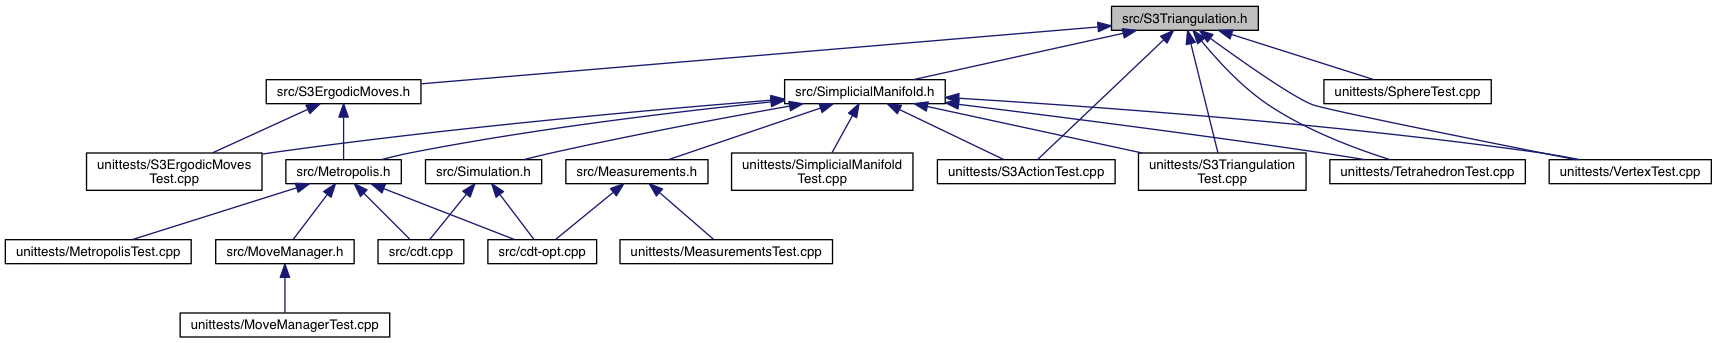 src/S3Triangulation.h
src/S3ErgodicMoves.h
src/SimplicialManifold.h
unittests/SphereTest.cpp
unittests/S3ErgodicMoves
Test.cpp
src/Metropolis.h
src/Simulation.h
src/Measurements.h
unittests/SimplicialManifold
Test.cpp
unittests/S3ActionTest.cpp
unittests/S3Triangulation
Test.cpp
unittests/TetrahedronTest.cpp
unittests/VertexTest.cpp
unittests/MetropolisTest.cpp
src/MoveManager.h
src/cdt.cpp
src/cdt-opt.cpp
unittests/MeasurementsTest.cpp
unittests/MoveManagerTest.cpp